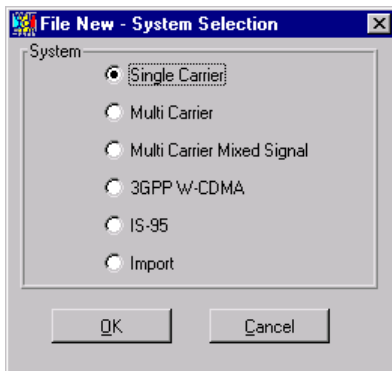 File New - System Selection
System
Single Carrier
Multi Carrier
Multi Carrier Mixed Signal
3GPP W-CDMA
IS-95
Import
OK
Cancel